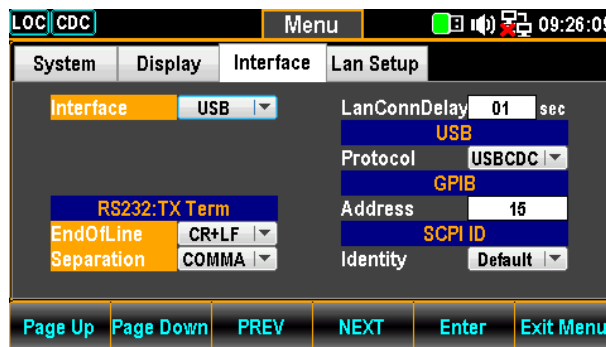 LOC CDC Menu 09:26:09
System Display Interface Lan Setup
Interface USB
LanConnDelay 01 sec
USB
Protocol USBCDC
GPIB
RS232:TX Term
Address 15
EndOfLine CR+LF
SCPI ID
Separation COMMA
Identity Default
Page Up Page Down PREV NEXT Enter Exit Menu